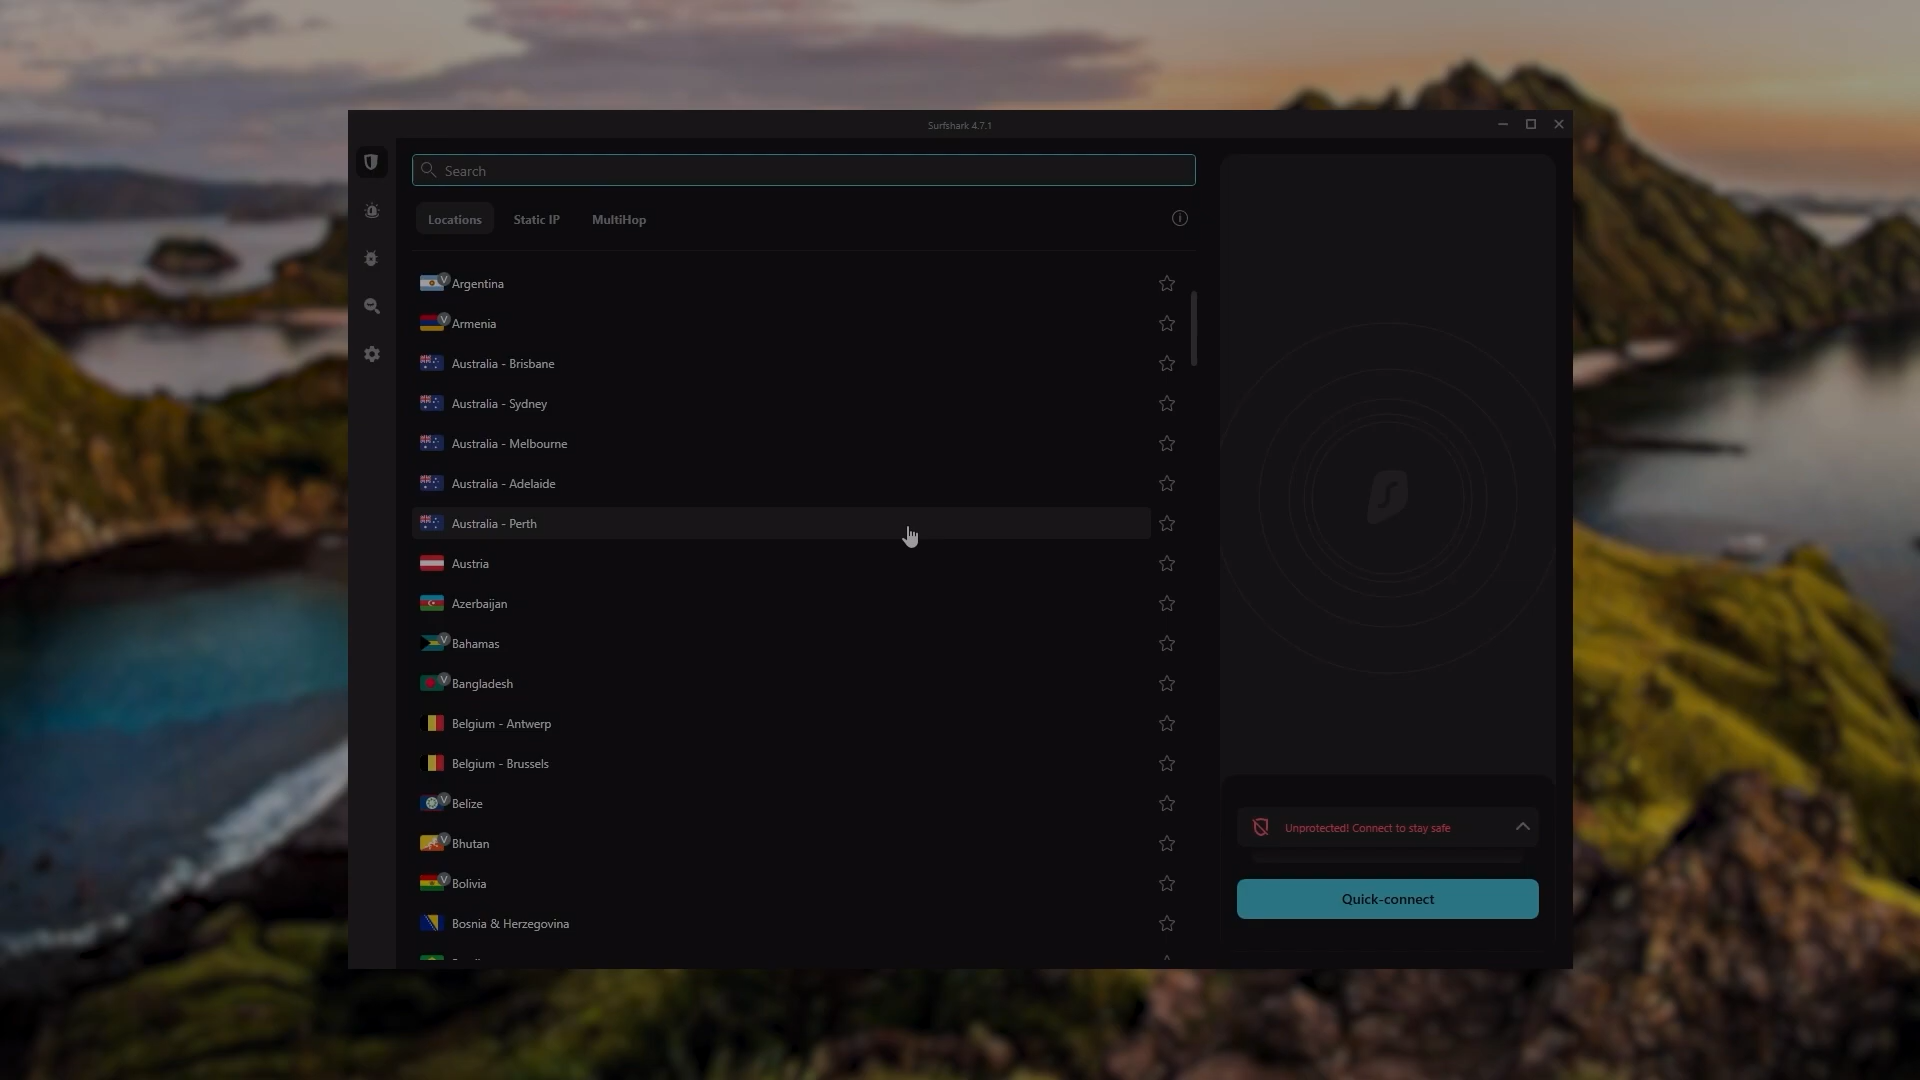 Surfshark 4.7.1
Search
Locations
Static IP
MultiHop
V
Argentina
V
Armenia
Australia - Brisbane
Australia - Sydney
Australia - Melbourne
Australia - Adelaide
Australia - Perth
Austria
Azerbaijan
V
Bahamas
V
Bangladesh
Belgium - Antwerp
Belgium - Brussels
V
Belize
V
Bhutan
V
Bolivia
Bosnia & Herzegovina
Unprotected! Connect to stay safe
Quick-connect